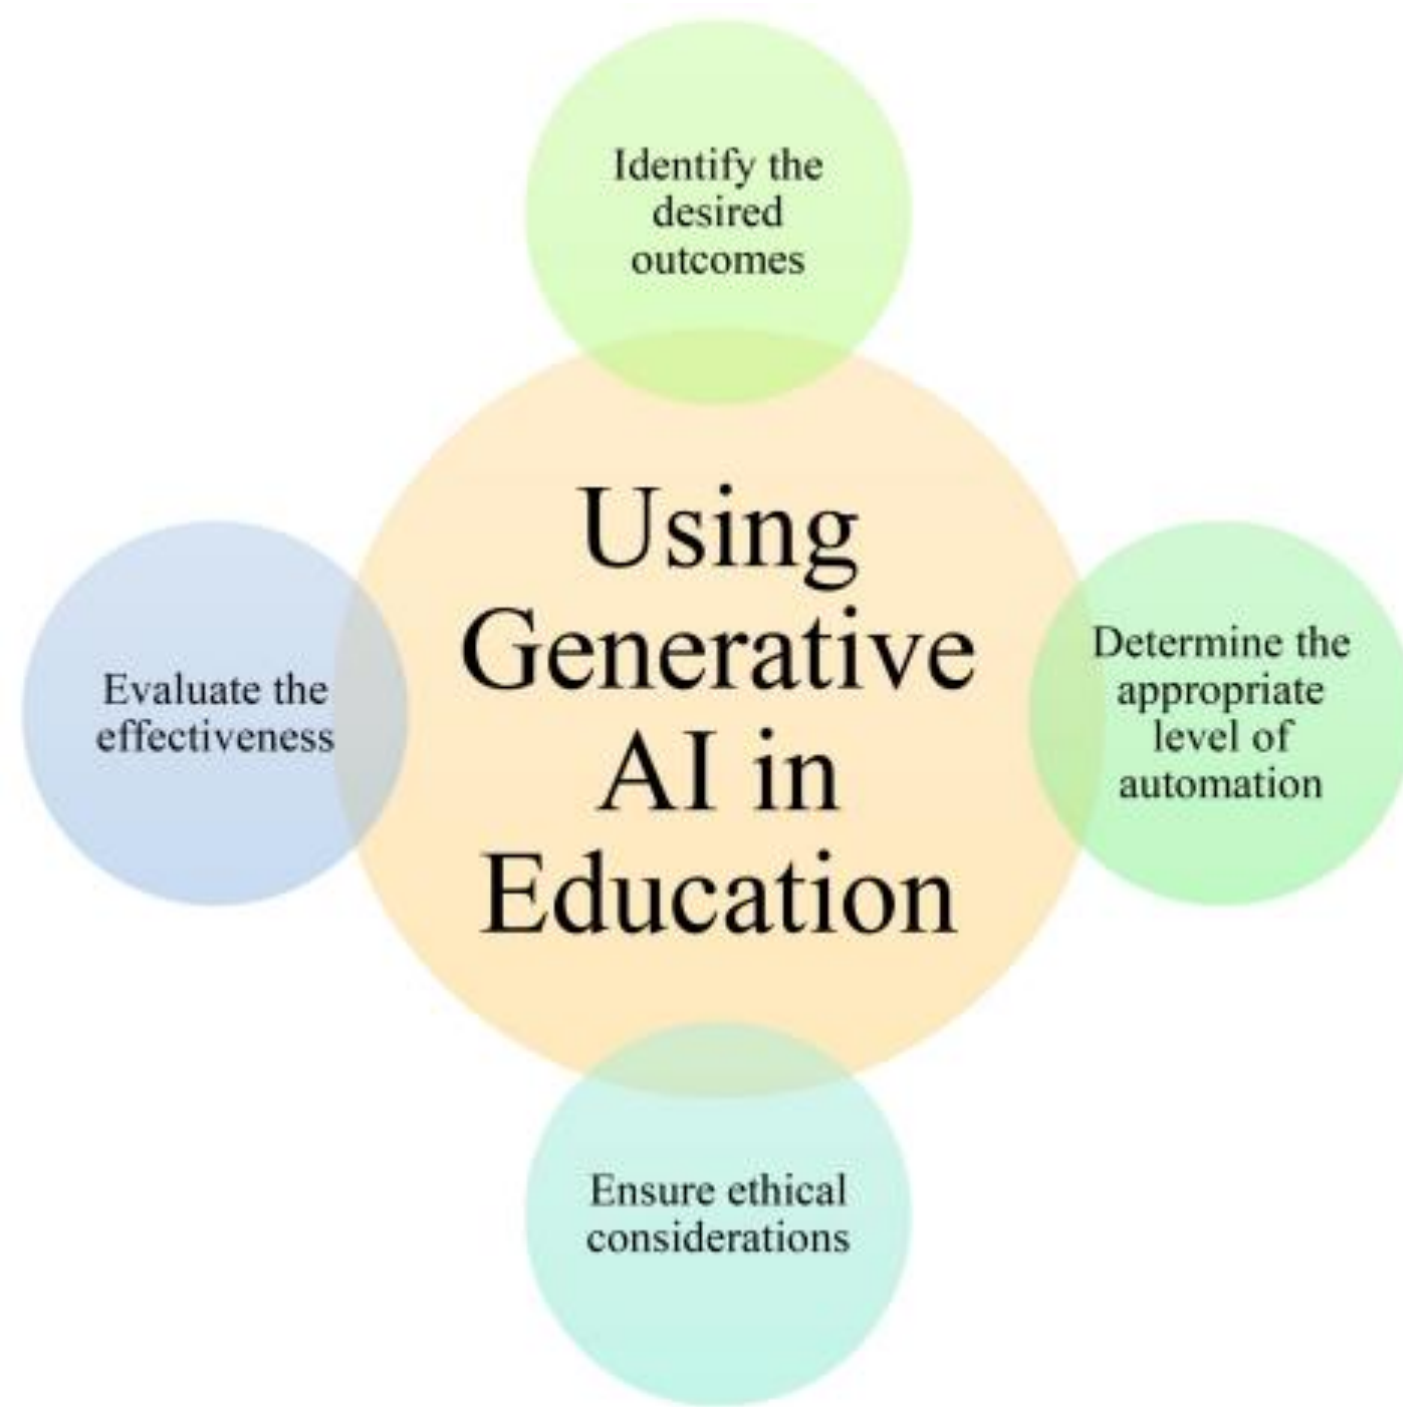 Identify the
desired
outcomes
Using
Generative
AI in
Education
Determine the
appropriate
level of
automation
Ensure ethical
considerations
Evaluate the
effectiveness